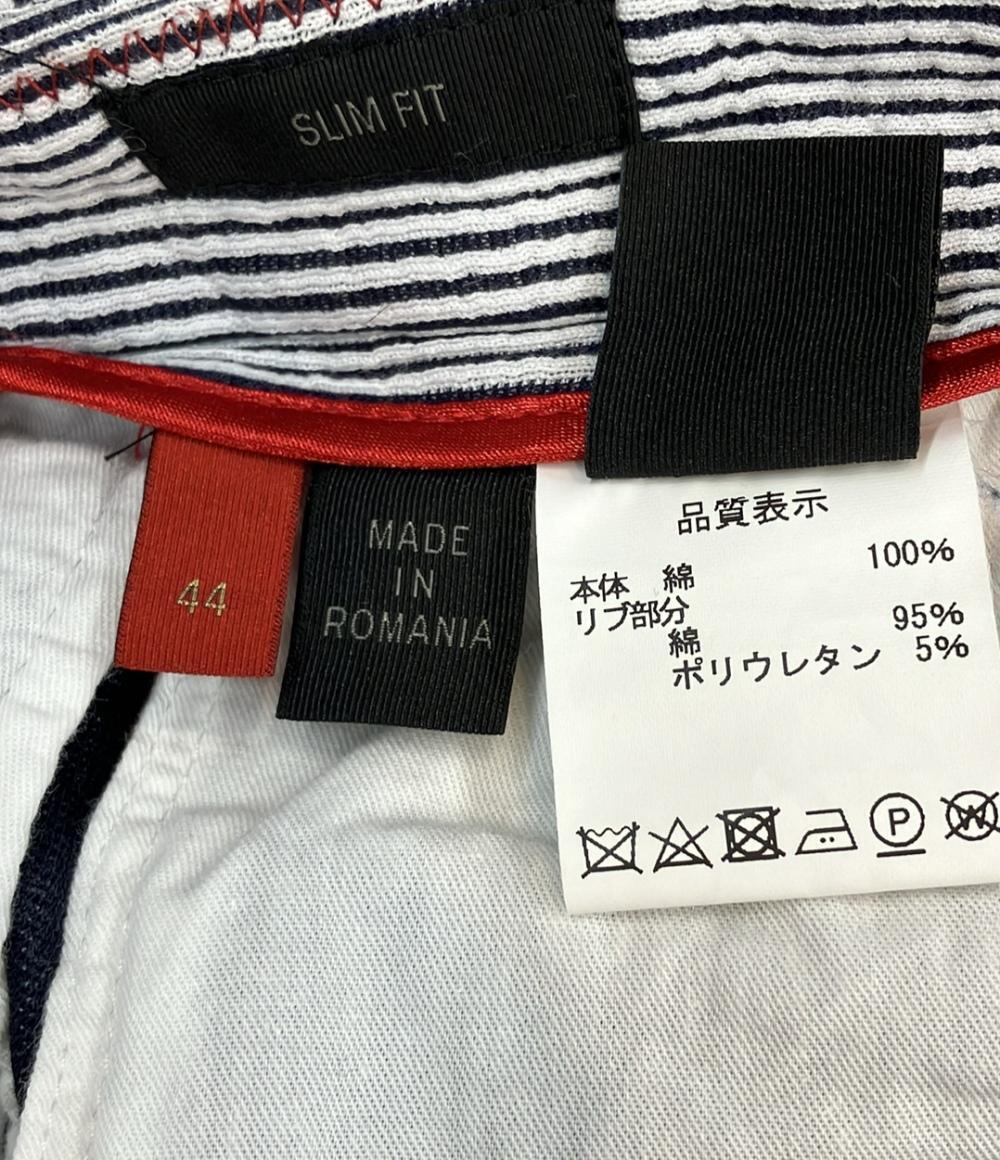 SLIM FIT
44
MADE
IN
ROMANIA
品質表示
本体 綿 100%
リブ部分
綿 95%
ポリウレタン 5%
P
W